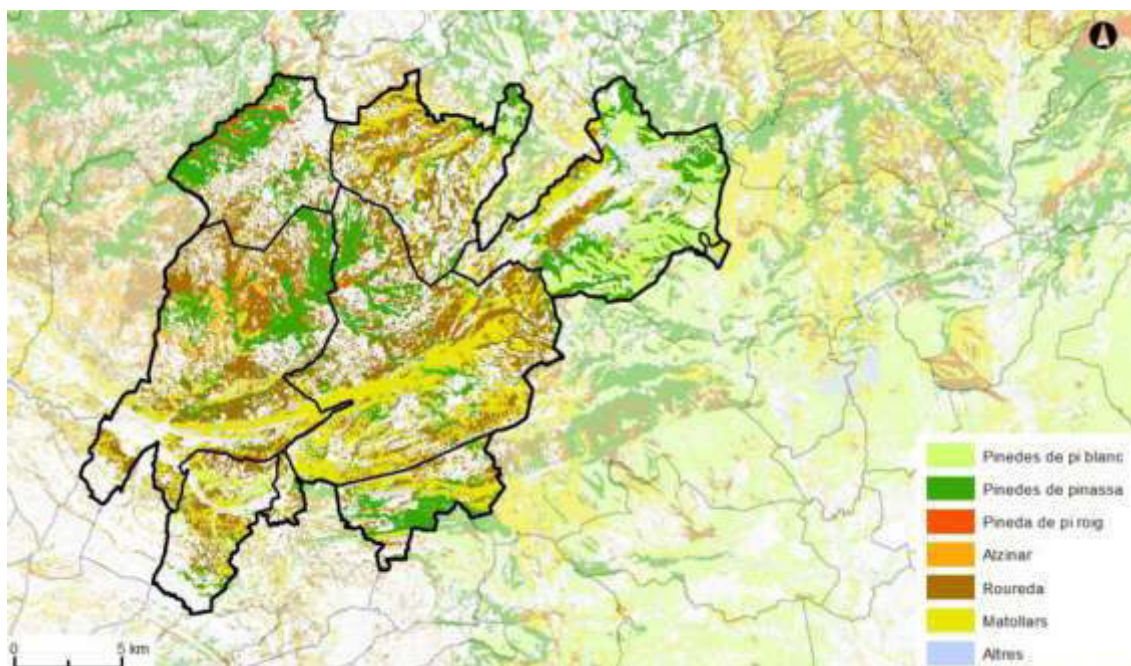 Pinedes de pi blanc
Pinedes de pinassa
Pineda de pi roig
Alzinar
Roureda
Matollars
Altres
0 5 km